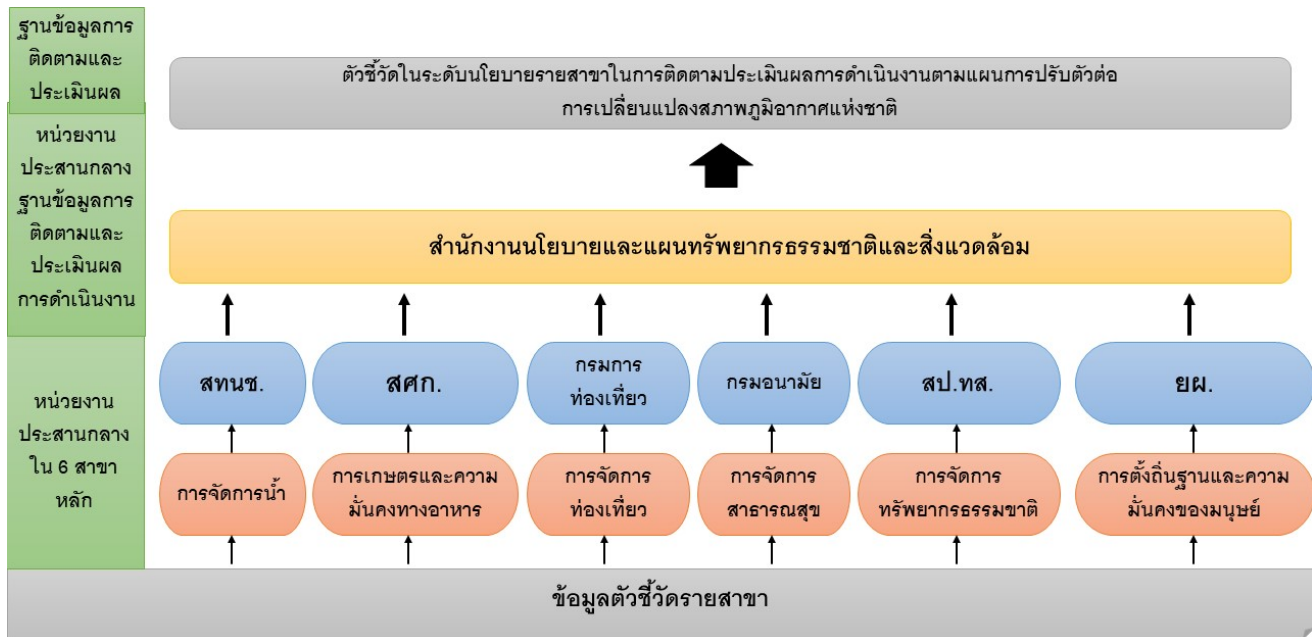 ฐานข้อมูลการ
ติดตามและ
ประเมินผล
ตัวชี้วัดในระดับนโยบายรายสาขาในการติดตามประเมินผลการดำเนินงานตามแผนการปรับตัวต่อ
การเปลี่ยนแปลงสภาพภูมิอากาศแห่งชาติ
หน่วยงาน
ประสานกลาง
ฐานข้อมูลการ
ติดตามและ
ประเมินผล
การดำเนินงาน
สำนักงานนโยบายและแผนทรัพยากรธรรมชาติและสิ่งแวดล้อม
หน่วยงาน
ประสานกลาง
ใน 6 สาขา
หลัก
สทนช.
สศก.
กรมการ
ท่องเที่ยว
กรมอนามัย
สป.ทส.
ยผ.
การจัดการน้ำ
การเกษตรและความ
มั่นคงทางอาหาร
การจัดการ
ท่องเที่ยว
การจัดการ
สาธารณสุข
การจัดการ
ทรัพยากรธรรมชาติ
การตั้งถิ่นฐานและความ
มั่นคงของมนุษย์
ข้อมูลตัวชี้วัดรายสาขา